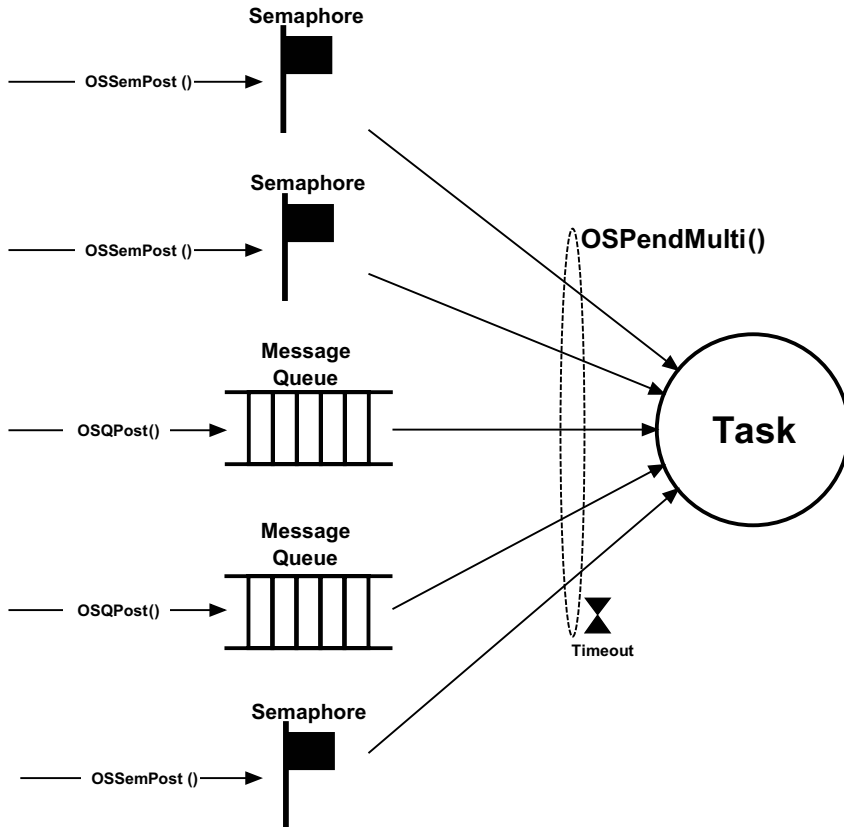 Semaphore
OSSemPost ()
Semaphore
OSSemPost ()
OSPendMulti()
Message
Queue
OSQPost()
Task
Message
Queue
OSQPost()
Timeout
Semaphore
OSSemPost ()